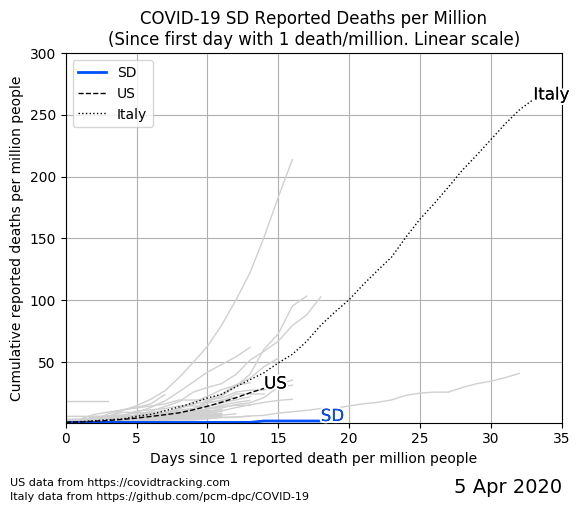 COVID-19 SD Reported Deaths per Million
(Since first day with 1 death/million. Linear scale)
Cumulative reported deaths per million people
300
250
200
150
100
50
SD
US
Italy
Italy
US
SD
0
5
10
15
20
25
30
35
Days since 1 reported death per million people
US data from https://covidtracking.com
Italy data from https://github.com/pcm-dpc/COVID-19
5 Apr 2020